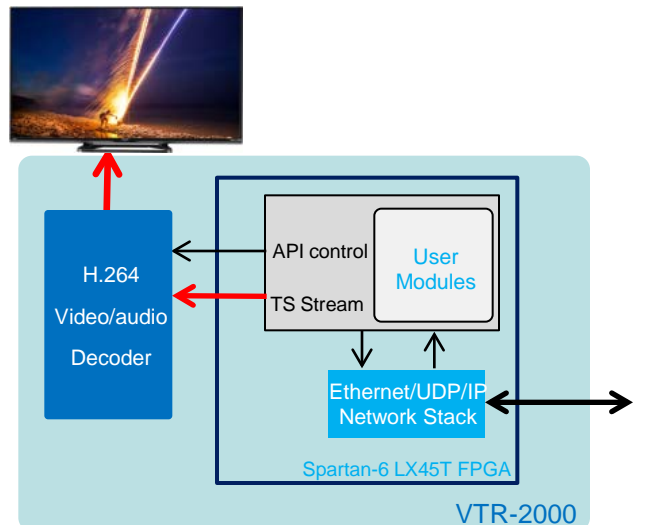 H.264
Video/audio
Decoder
API control
TS Stream
User
Modules
Ethernet/UDP/IP
Network Stack
Spartan-6 LX45T FPGA
VTR-2000